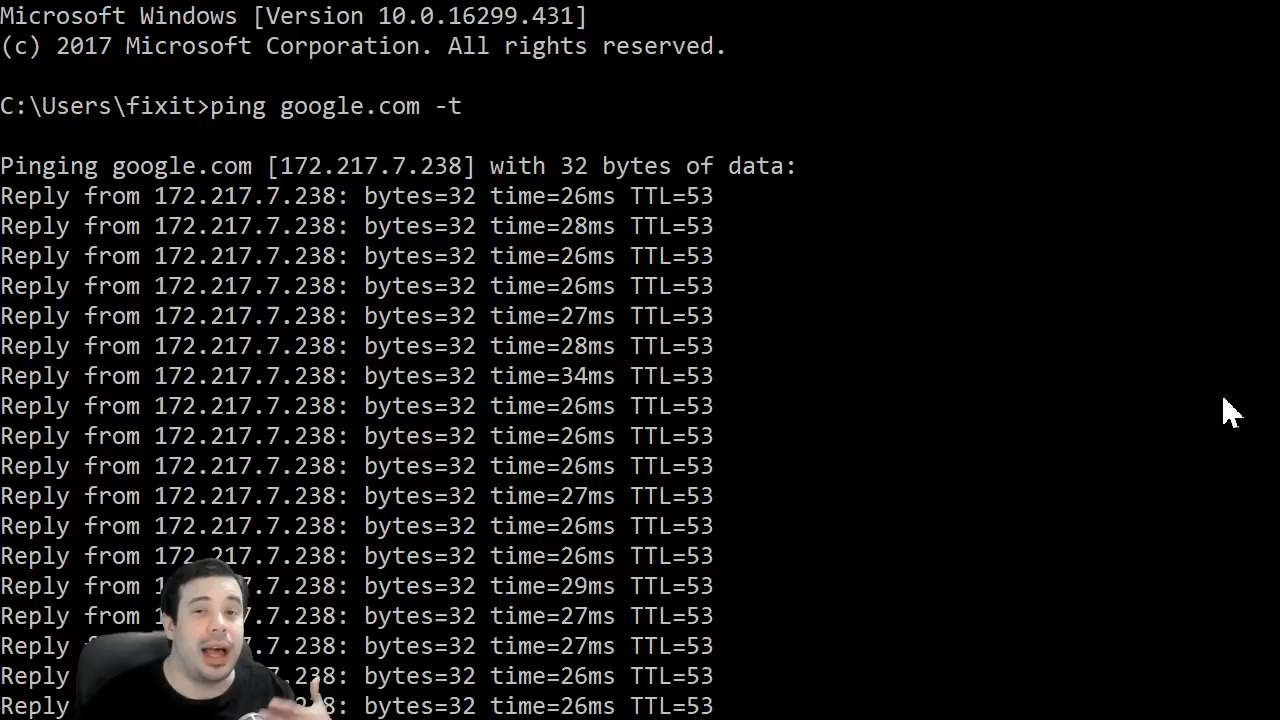 Microsoft Windows [Version 10.0.16299.431]
(c) 2017 Microsoft Corporation. All rights reserved.
C:\Users\fixit>ping google.com -t
Pinging google.com [172.217.7.238] with 32 bytes of data:
Reply from 172.217.7.238: bytes=32 time=26ms TTL=53
Reply from 172.217.7.238: bytes=32 time=28ms TTL=53
Reply from 172.217.7.238: bytes=32 time=26ms TTL=53
Reply from 172.217.7.238: bytes=32 time=26ms TTL=53
Reply from 172.217.7.238: bytes=32 time=27ms TTL=53
Reply from 172.217.7.238: bytes=32 time=28ms TTL=53
Reply from 172.217.7.238: bytes=32 time=34ms TTL=53
Reply from 172.217.7.238: bytes=32 time=26ms TTL=53
Reply from 172.217.7.238: bytes=32 time=26ms TTL=53
Reply from 172.217.7.238: bytes=32 time=26ms TTL=53
Reply from 172.217.7.238: bytes=32 time=27ms TTL=53
Reply from 172.217.7.238: bytes=32 time=26ms TTL=53
Reply from 172.217.7.238: bytes=32 time=26ms TTL=53
Reply from 7.238: bytes=32 time=29ms TTL=53
Reply from 7.238: bytes=32 time=27ms TTL=53
Reply 7.238: bytes=32 time=27ms TTL=53
Reply .238: bytes=32 time=26ms TTL=53
Reply bytes=32 time=26ms TTL=53